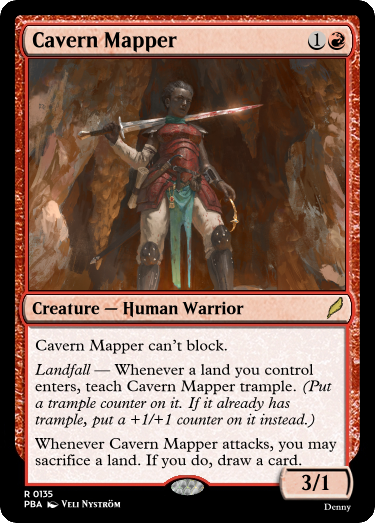 Cavern Mapper 1
Creature — Human Warrior
Cavern Mapper can't block.
Landfall — Whenever a land you control
enters, teach Cavern Mapper trample. (Put
a trample counter on it. If it already has
trample, put a +1/+1 counter on it instead.)
Whenever Cavern Mapper attacks, you may
sacrifice a land. If you do, draw a card.
3/1
R 0135
PBA Veli Nyström
Denny